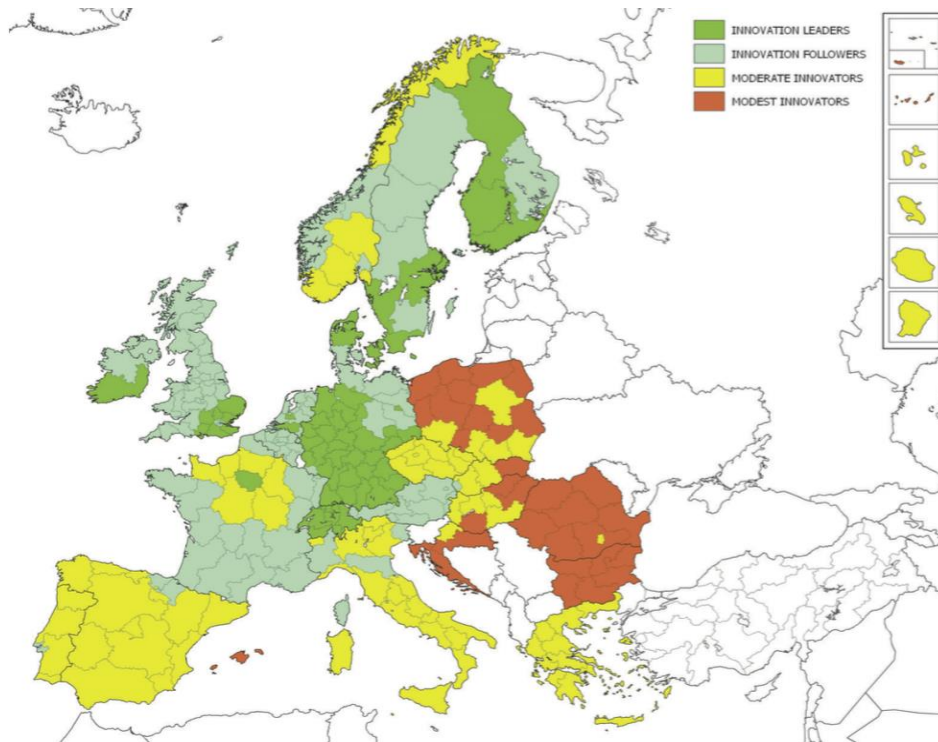 INNOVATION LEADERS
INNOVATION FOLLOWERS
MODERATE INNOVATORS
MODEST INNOVATORS